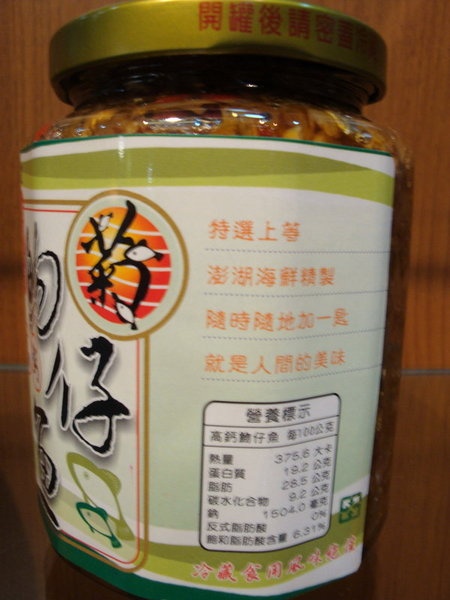 開罐後請密蓋
菊
仔
特選上等
澎湖海鮮精製
隨時隨地加一匙
就是人間的美味
營養標示
高鈣魩仔魚 每100公克
熱量 375.6 大卡
蛋白質 19.2 公克
脂肪 28.5 公克
碳水化合物 9.2 公克
鈉 1504.0 毫克
反式脂肪酸 0%
飽和脂肪酸含量 6.31%
冷藏食用風味